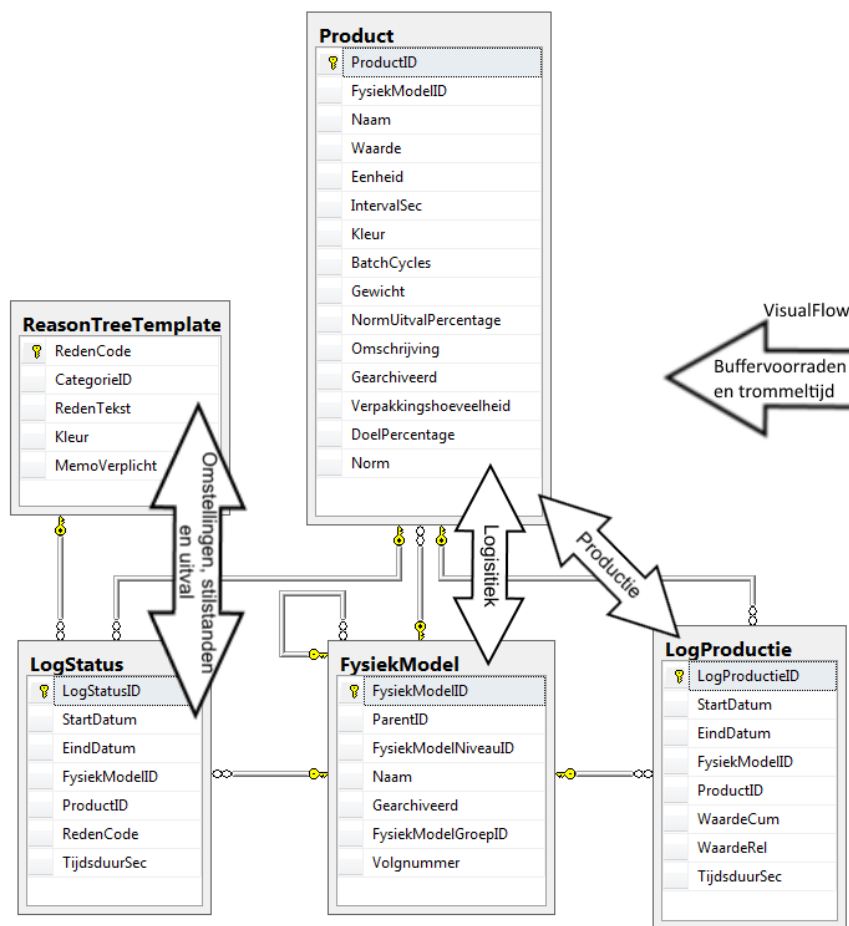 Product
ProductID
FysiekModelID
Naam
Waarde
Eenheid
IntervalSec
Kleur
BatchCycles
Gewicht
NormUitvalPercentage
Omschrijving
Gearchiveerd
Verpakkingshoeveelheid
DoelPercentage
Norm
ReasonTreeTemplate
RedenCode
CategorieID
RedenTekst
Kleur
MemoVerplicht
VisualFlow
Buffervoorraden
en trommeltijd
Omstellingen, stilstanden
en uitval
Logisitiek
Productie
LogStatus
LogStatusID
StartDatum
EindDatum
FysiekModelID
ProductID
RedenCode
TijdsduurSec
FysiekModel
FysiekModelID
ParentID
FysiekModelNiveauID
Naam
Gearchiveerd
FysiekModelGroepID
Volgnummer
LogProductie
LogProductieID
StartDatum
EindDatum
FysiekModelID
ProductID
WaardeCum
WaardeRel
TijdsduurSec